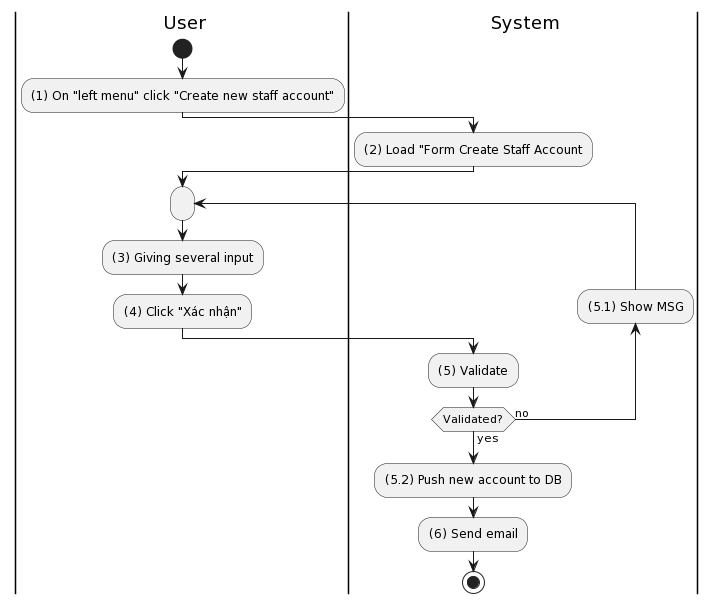 User
System
(1) On "left menu" click "Create new staff account"
(2) Load "Form Create Staff Account
(3) Giving several input
(4) Click "Xác nhận"
(5.1) Show MSG
(5) Validate
Validated?
no
yes
(5.2) Push new account to DB
(6) Send email